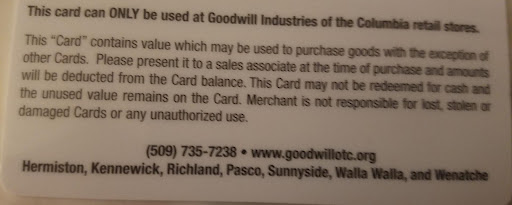 This card can ONLY be used at Goodwill Industries of the Columbia retail stores.
This "Card" contains value which may be used to purchase goods with the exception of
other Cards. Please present it to a sales associate at the time of purchase and amounts
will be deducted from the Card balance. This Card may not be redeemed for cash and
the unused value remains on the Card. Merchant is not responsible for lost, stolen or
damaged Cards or any unauthorized use.
(509) 735-7238 • www.goodwillotc.org
Hermiston, Kennewick, Richland, Pasco, Sunnyside, Walla Walla, and Wenatche